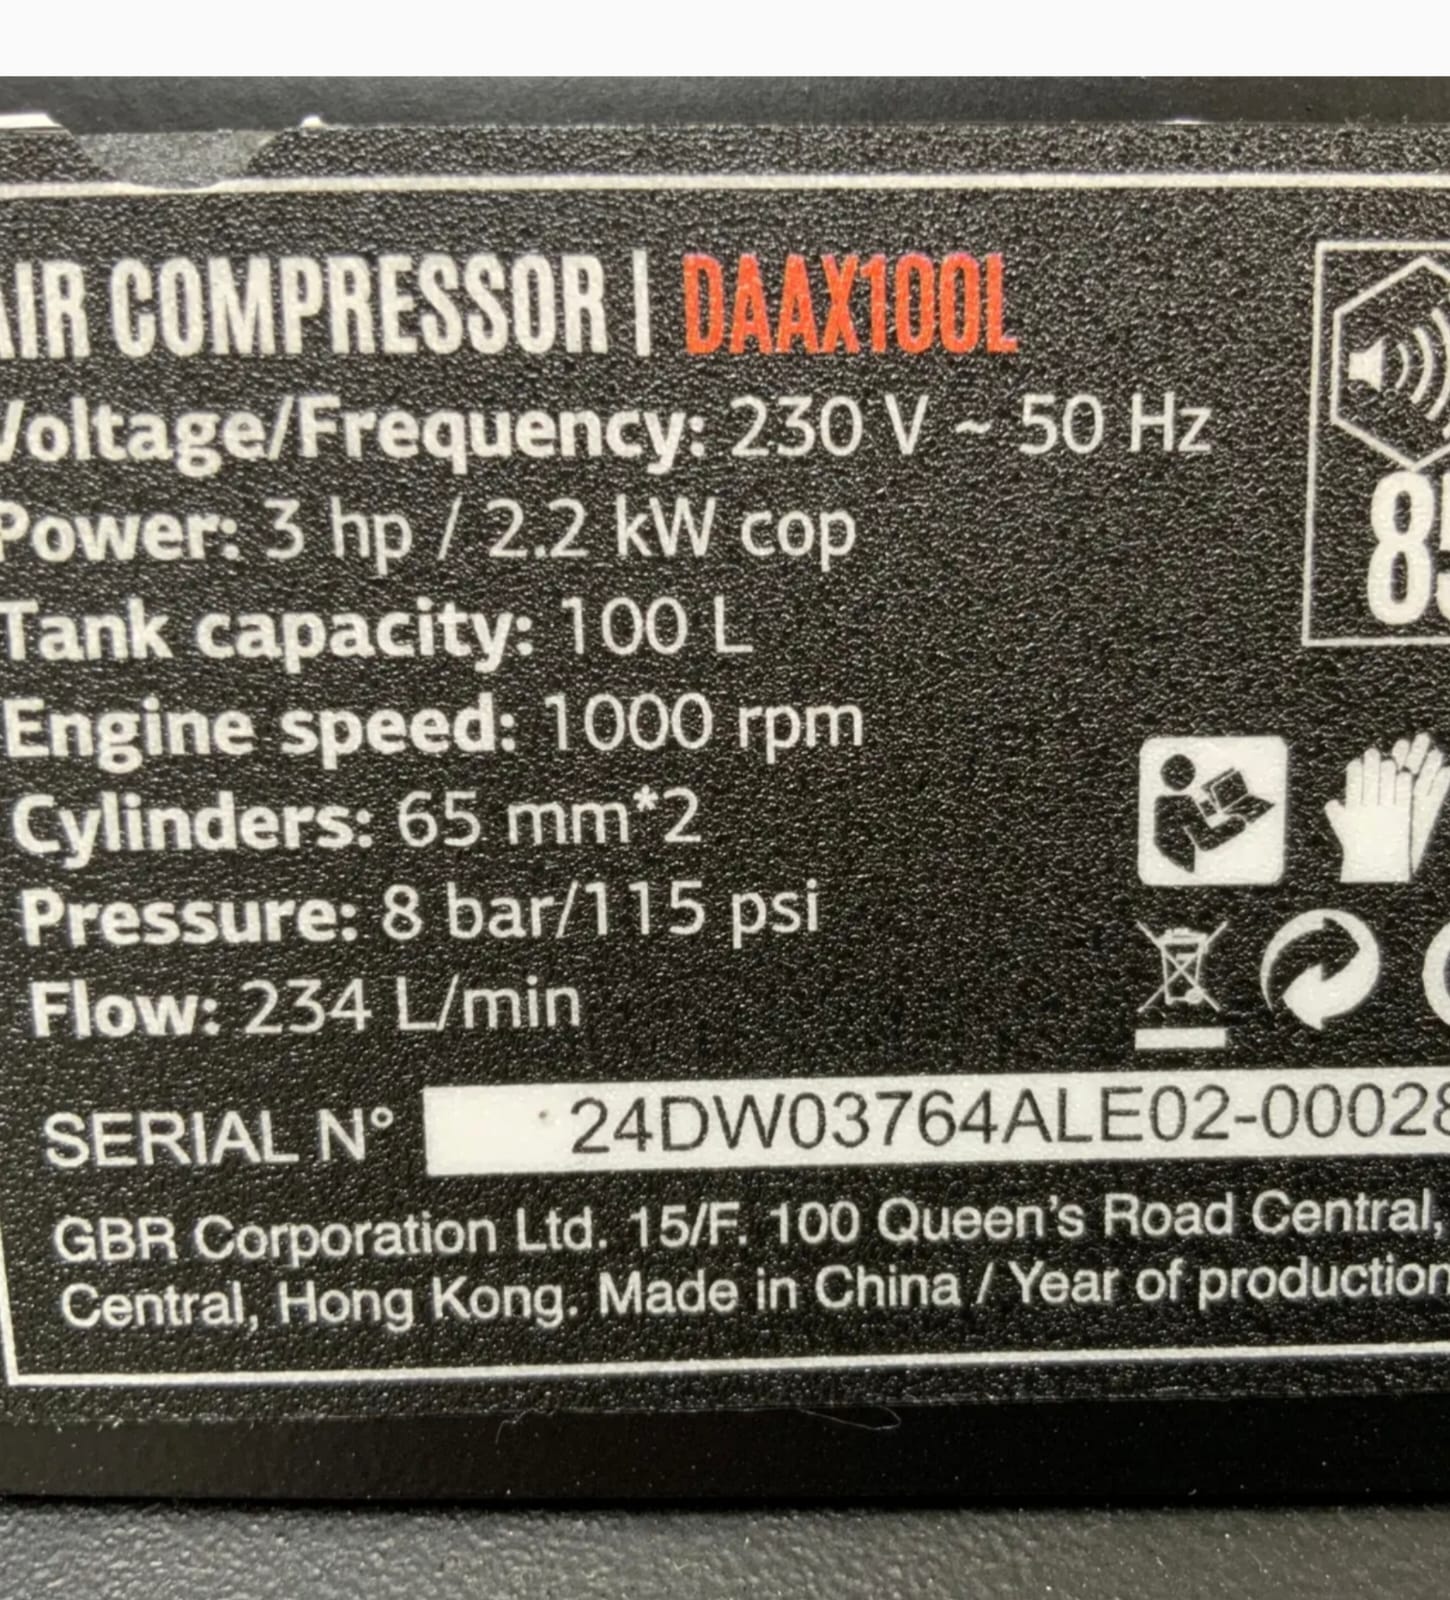 AIR COMPRESSOR | DAAX100L
Voltage/Frequency: 230 V ~ 50 Hz
85
Power: 3 hp / 2.2 kW cop
Tank capacity: 100 L
Engine speed: 1000 rpm
Cylinders: 65 mm*2
Pressure: 8 bar/115 psi
Flow: 234 L/min
SERIAL N° 24DW03764ALE02-00028
GBR Corporation Ltd. 15/F. 100 Queen's Road Central,
Central, Hong Kong. Made in China / Year of production